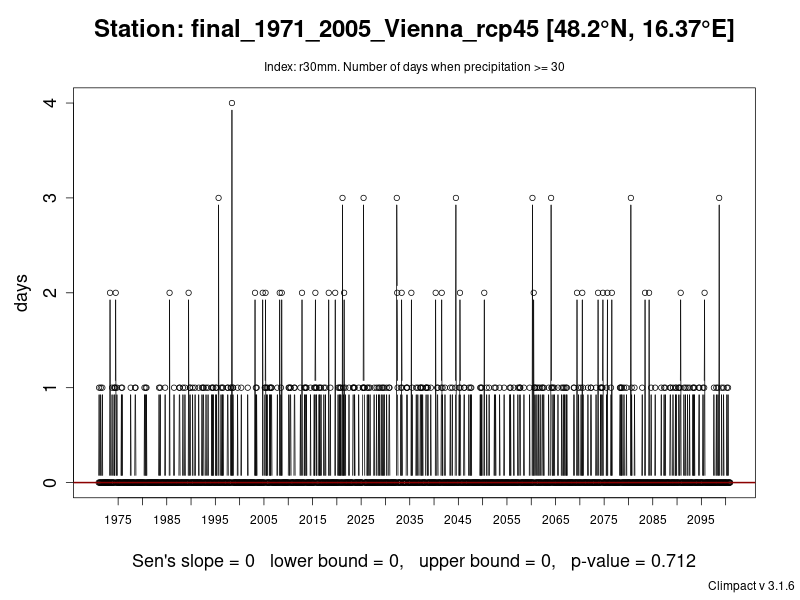 Station: final_1971_2005_Vienna_rcp45 [48.2°N, 16.37°E]
Index: r30mm. Number of days when precipitation >= 30
days
4
3
2
1
0
1975 1985 1995 2005 2015 2025 2035 2045 2055 2065 2075 2085 2095
Sen's slope = 0 lower bound = 0, upper bound = 0, p-value = 0.712
Climpact v 3.1.6